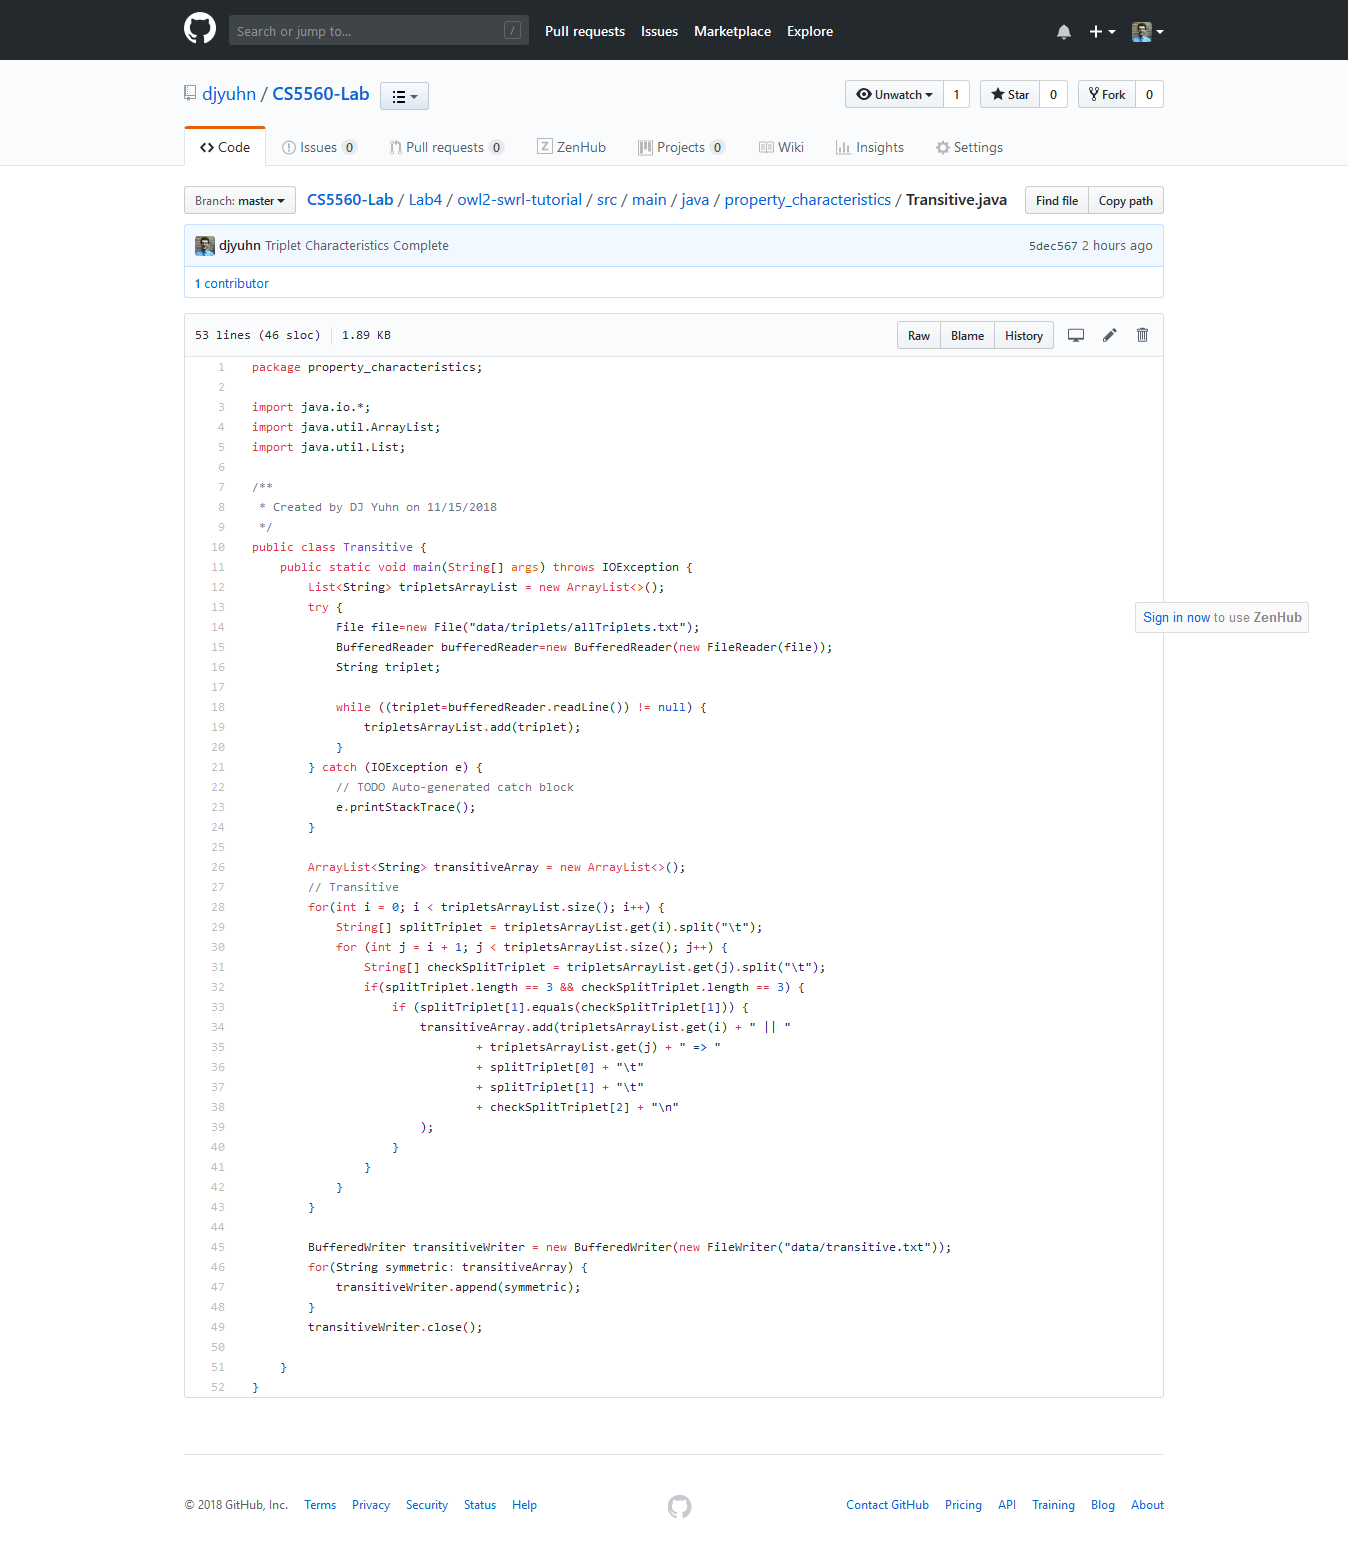 Search or jump to... / Pull requests Issues Marketplace Explore
djyuhn / CS5560-Lab Unwatch 1 Star 0 Fork 0
Code Issues 0 Pull requests 0 Z ZenHub Projects 0 Wiki Insights Settings
Branch: master CS5560-Lab / Lab4 / owl2-swrl-tutorial / src / main / java / property_characteristics / Transitive.java Find file Copy path
djyuhn Triplet Characteristics Complete 5dec567 2 hours ago
1 contributor
53 lines (46 sloc) 1.89 KB Raw Blame History
1 package property_characteristics;
2
3 import java.io.*;
4 import java.util.ArrayList;
5 import java.util.List;
6
7 /**
8  * Created by DJ Yuhn on 11/15/2018
9  */
10 public class Transitive {
11     public static void main(String[] args) throws IOException {
12         List<String> tripletsArrayList = new ArrayList<>();
13         try {
14             File file=new File("data/triplets/allTriplets.txt");
Sign in now to use ZenHub
15             BufferedReader bufferedReader=new BufferedReader(new FileReader(file));
16             String triplet;
17
18             while ((triplet=bufferedReader.readLine()) != null) {
19                 tripletsArrayList.add(triplet);
20             }
21         } catch (IOException e) {
22             // TODO Auto-generated catch block
23             e.printStackTrace();
24         }
25
26         ArrayList<String> transitiveArray = new ArrayList<>();
27         // Transitive
28         for(int i = 0; i < tripletsArrayList.size(); i++) {
29             String[] splitTriplet = tripletsArrayList.get(i).split("\t");
30             for (int j = i + 1; j < tripletsArrayList.size(); j++) {
31                 String[] checkSplitTriplet = tripletsArrayList.get(j).split("\t");
32                 if(splitTriplet.length == 3 && checkSplitTriplet.length == 3) {
33                     if (splitTriplet[1].equals(checkSplitTriplet[1])) {
34                         transitiveArray.add(tripletsArrayList.get(i) + " || "
35                                 + tripletsArrayList.get(j) + " => "
36                                 + splitTriplet[0] + "\t"
37                                 + splitTriplet[1] + "\t"
38                                 + checkSplitTriplet[2] + "\n"
39                         );
40                     }
41                 }
42             }
43         }
44
45         BufferedWriter transitiveWriter = new BufferedWriter(new FileWriter("data/transitive.txt"));
46         for(String symmetric: transitiveArray) {
47             transitiveWriter.append(symmetric);
48         }
49         transitiveWriter.close();
50
51     }
52 }
© 2018 GitHub, Inc. Terms Privacy Security Status Help Contact GitHub Pricing API Training Blog About